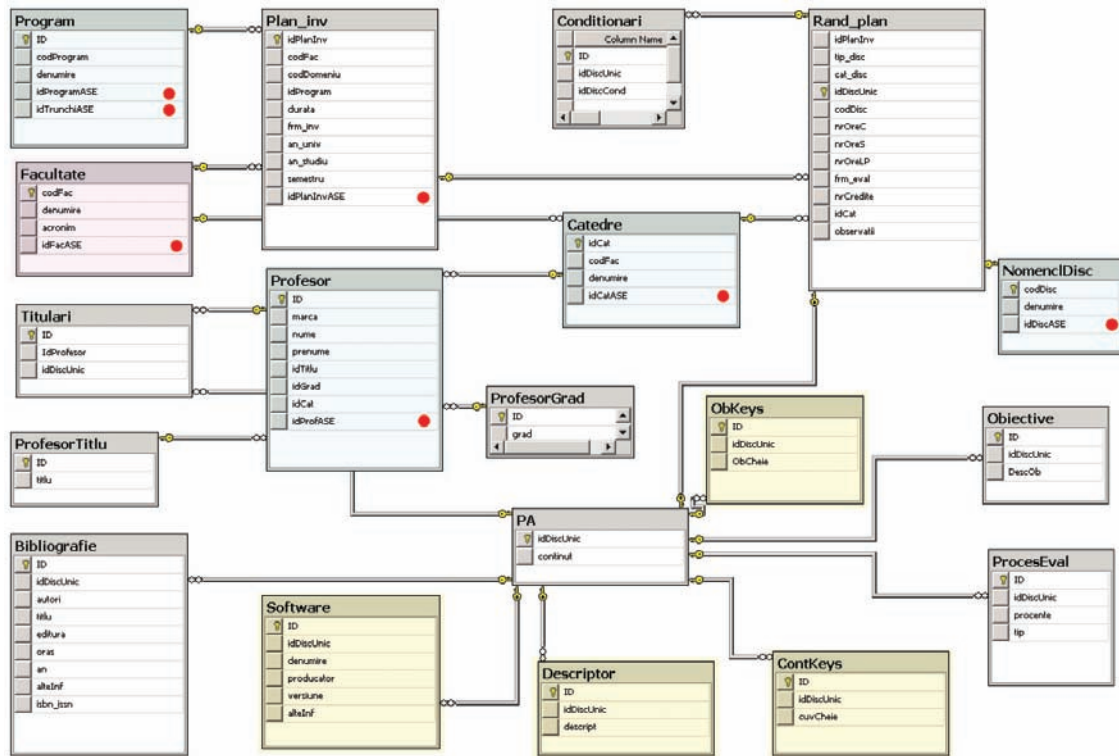 Program
ID
codProgram
denumire
idProgramASE
idTrunchiASE
Plan_inv
idPlanInv
codFac
codDomeniu
idProgram
durata
frm_inv
an_univ
an_studiu
semestru
idPlanInvASE
Conditionari
Column Name
ID
idDiscUnic
idDiscCond
Rand_plan
idPlanInv
tip_disc
cat_disc
idDiscUnic
codDisc
nrOreC
nrOreS
nrOreLP
frm_eval
nrCredite
idCat
observatii
Facultate
codFac
denumire
acronim
idFacASE
Catedre
idCat
codFac
denumire
idCatASE
NomenclDisc
codDisc
denumire
idDiscASE
Profesor
ID
marca
nume
prenume
idTitlu
idGrad
idCat
idProfASE
Titulari
ID
IdProfesor
idDiscUnic
ProfesorGrad
ID
grad
ProfesorTitlu
ID
titlu
ObKeys
ID
idDiscUnic
ObCheie
Obiective
ID
idDiscUnic
DescOb
PA
idDiscUnic
continut
Bibliografie
ID
idDiscUnic
autori
titlu
editura
oras
an
alteInf
isbn_issn
ProcesEval
ID
idDiscUnic
procente
tip
Software
ID
idDiscUnic
denumire
producator
versiune
alteInf
Descriptor
ID
idDiscUnic
descript
ContKeys
ID
idDiscUnic
cuvCheie